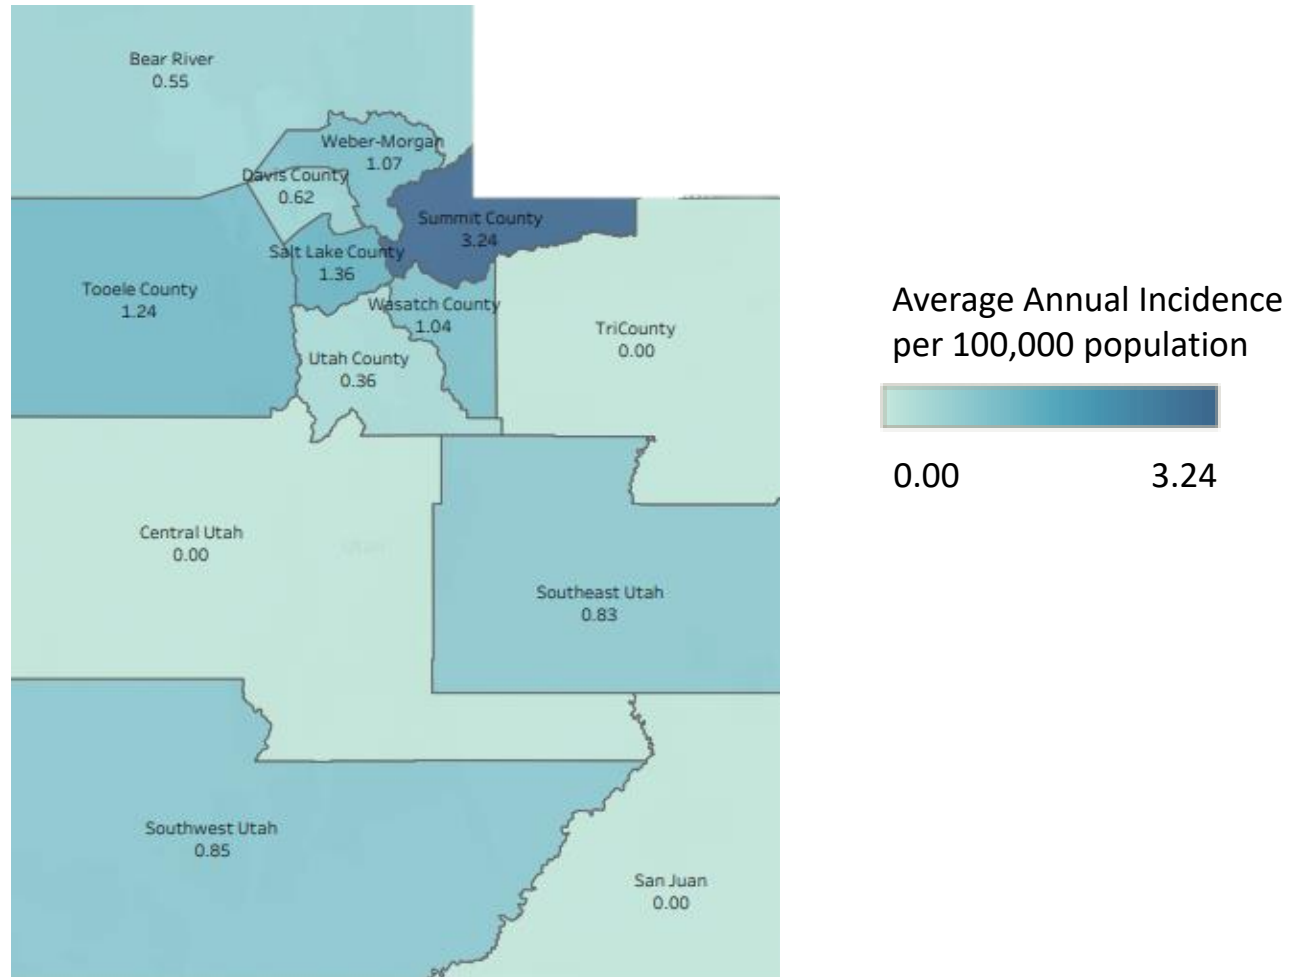 Bear River
0.55
Weber-Morgan
1.07
Davis County
0.62
Summit County
3.24
Salt Lake County
1.36
Tooele County
1.24
Wasatch County
1.04
TriCounty
0.00
Utah County
0.36
Central Utah
0.00
Southeast Utah
0.83
Southwest Utah
0.85
San Juan
0.00
Average Annual Incidence
per 100,000 population
0.00 3.24